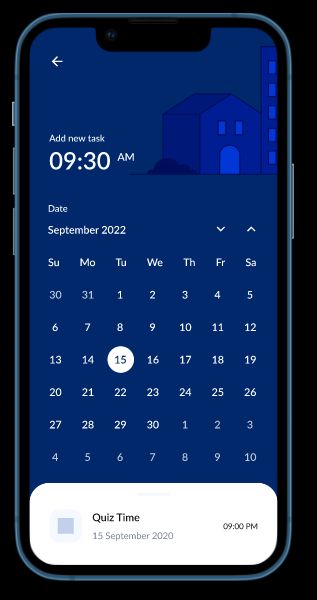 Add new task
09:30 AM
Date
September 2022
Su Mo Tu We Th Fr Sa
30 31 1 2 3 4 5
6 7 8 9 10 11 12
13 14 15 16 17 18 19
20 21 22 23 24 25 26
27 28 29 30 1 2 3
4 5 6 7 8 9 10
Quiz Time
09:00 PM
15 September 2020